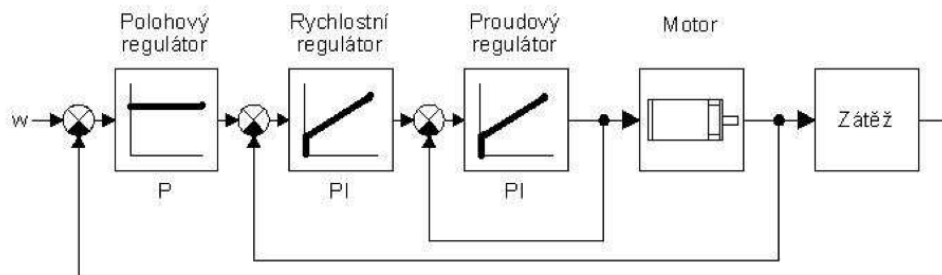 Polohový
regulátor
Rychlostní
regulátor
Proudový
regulátor
Motor
w
Zátěž
P
PI
PI